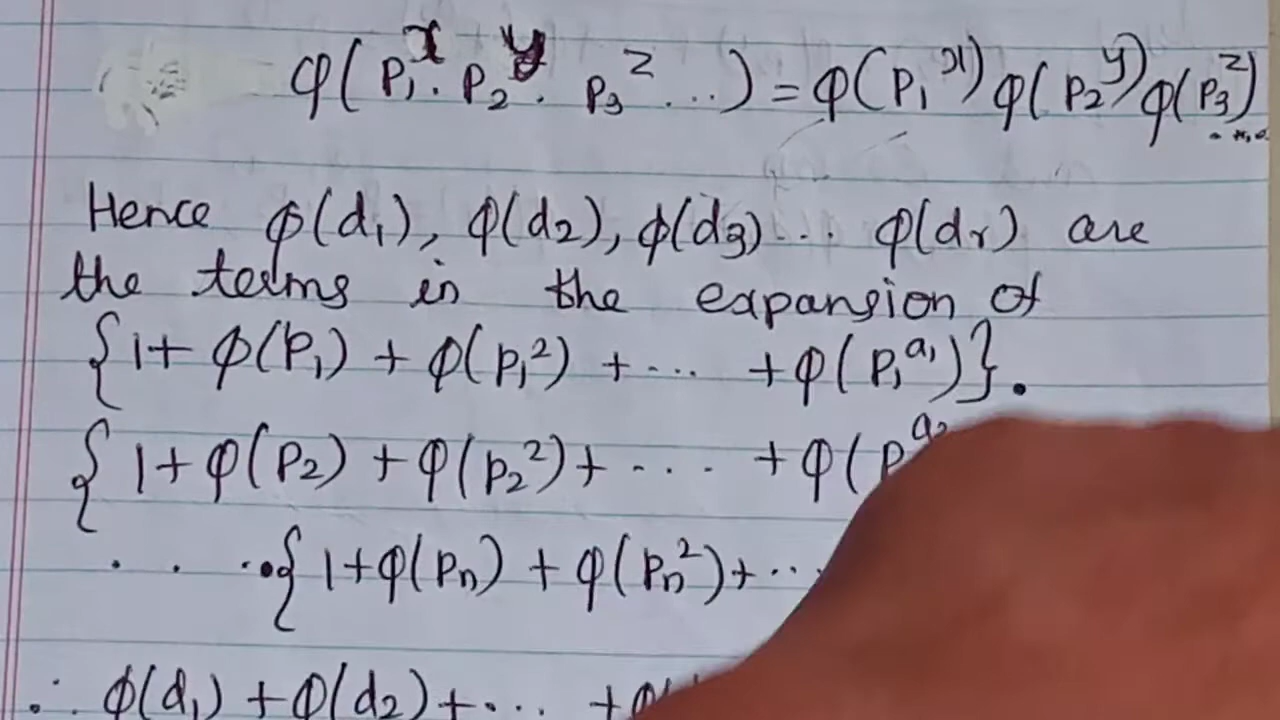 φ(p₁ˣ. p₂ʸ. p₃ᶻ ...) = φ(p₁ˣ) φ(p₂ʸ) φ(p₃ᶻ) ....
Hence φ(d₁), φ(d₂), φ(d₃) ... φ(dᵣ) are
the terms in the expansion of
{1 + φ(p₁) + φ(p₁²) + ... + φ(p₁^a₁)}.
{1 + φ(p₂) + φ(p₂²) + .... + φ(p
. . ..{1 + φ(pₙ) + φ(pₙ²) + ...
∴ φ(d₁) + φ(d₂) + ... +